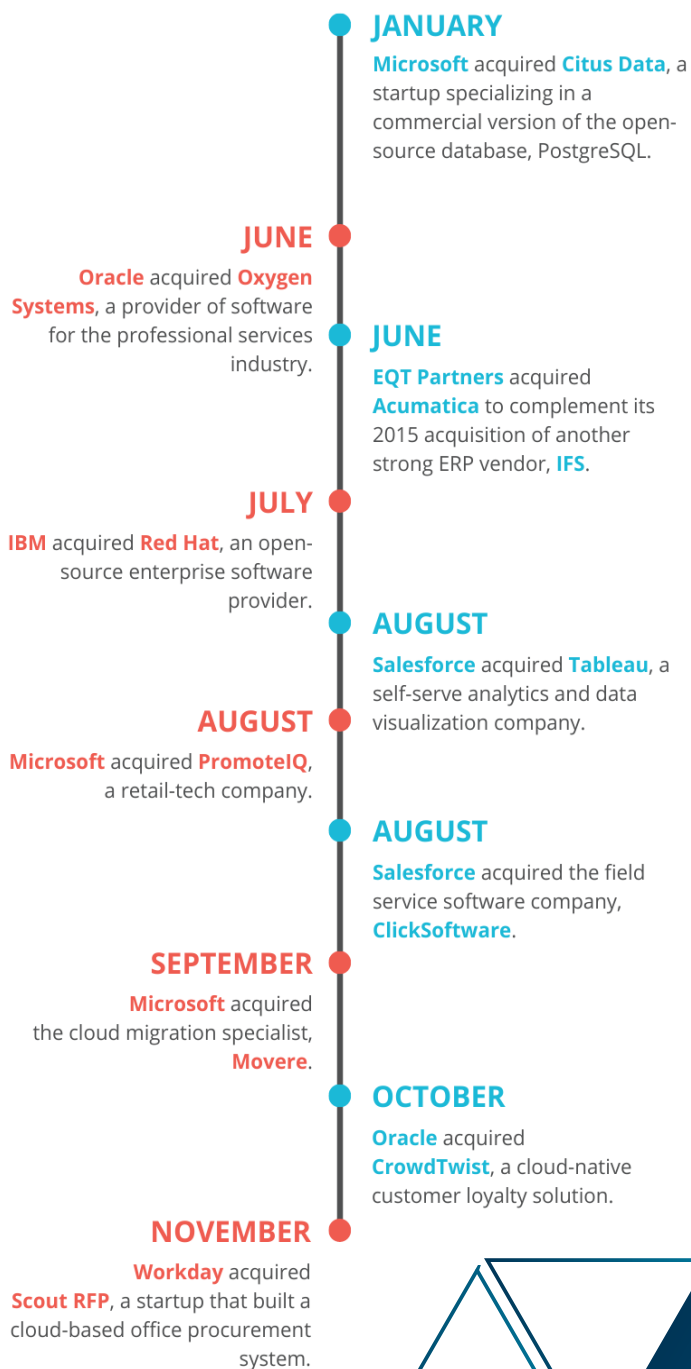 JANUARY
Microsoft acquired Citus Data, a
startup specializing in a
commercial version of the open-
source database, PostgreSQL.
JUNE
Oracle acquired Oxygen
Systems, a provider of software
for the professional services
industry.
JUNE
EQT Partners acquired
Acumatica to complement its
2015 acquisition of another
strong ERP vendor, IFS.
JULY
IBM acquired Red Hat, an open-
source enterprise software
provider.
AUGUST
Salesforce acquired Tableau, a
self-serve analytics and data
visualization company.
AUGUST
Microsoft acquired PromoteIQ,
a retail-tech company.
AUGUST
Salesforce acquired the field
service software company,
ClickSoftware.
SEPTEMBER
Microsoft acquired
the cloud migration specialist,
Movere.
OCTOBER
Oracle acquired
CrowdTwist, a cloud-native
customer loyalty solution.
NOVEMBER
Workday acquired
Scout RFP, a startup that built a
cloud-based office procurement
system.